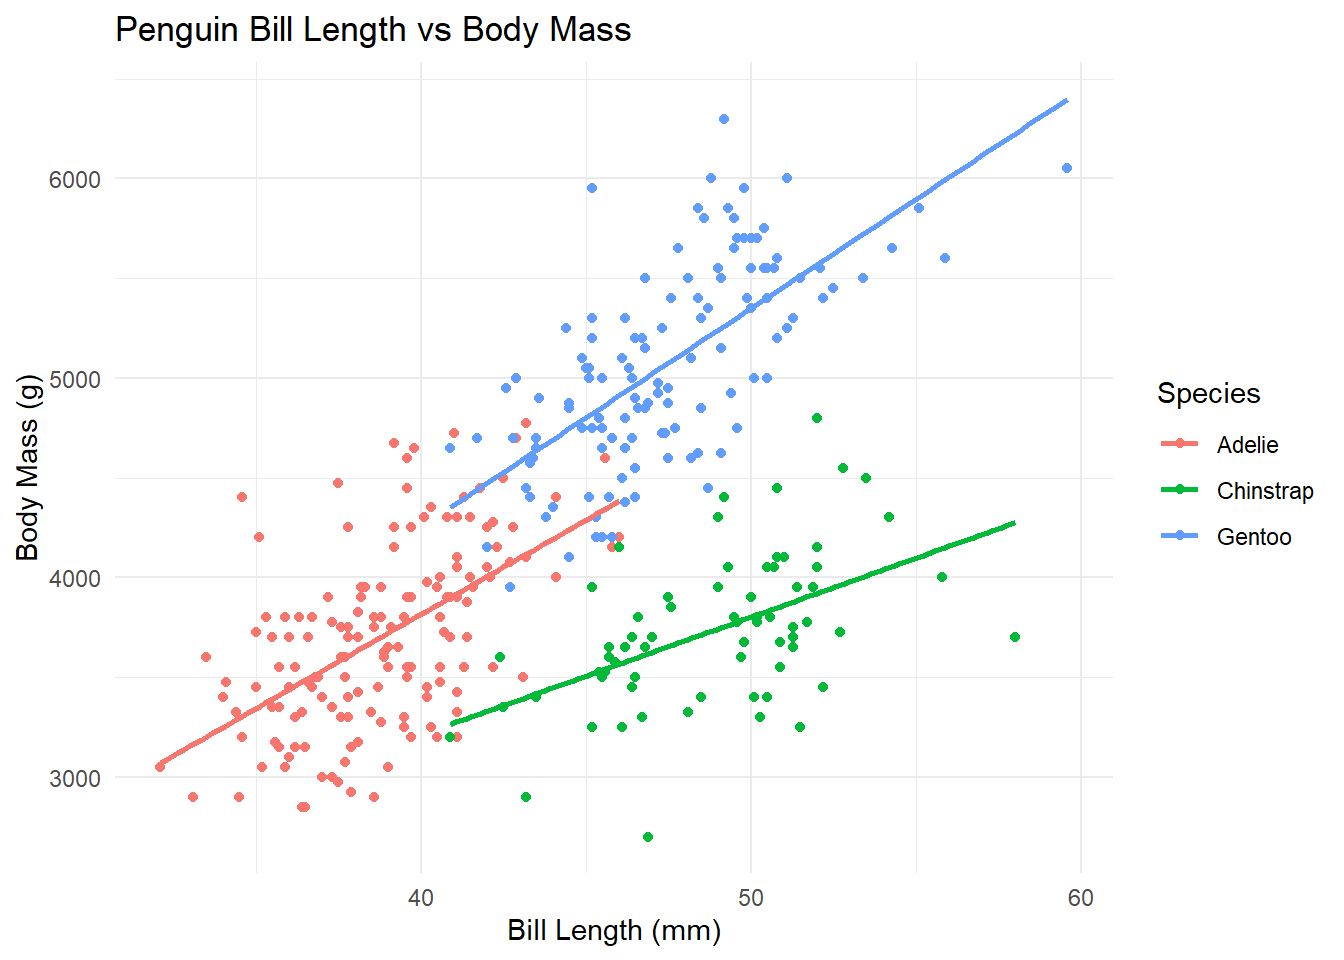 Penguin Bill Length vs Body Mass
Body Mass (g)
6000
5000
4000
3000
40
50
60
Bill Length (mm)
Species
Adelie
Chinstrap
Gentoo